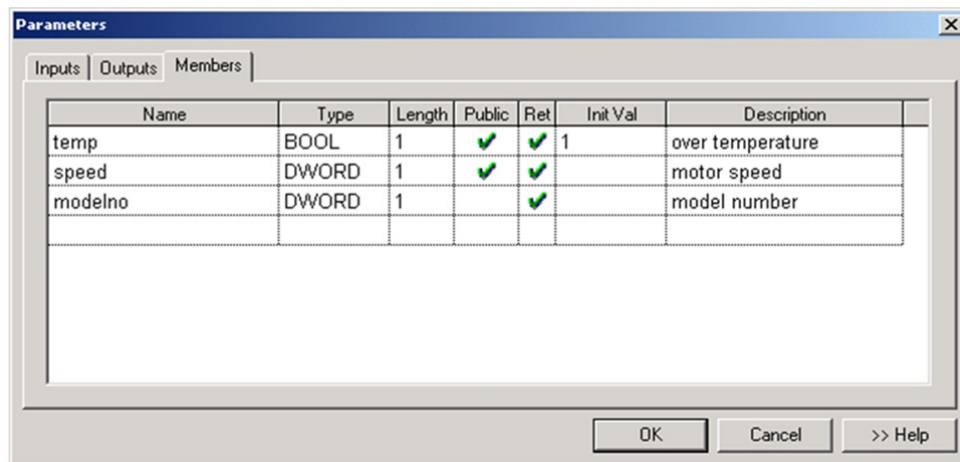 Parameters
Inputs Outputs Members
Name Type Length Public Ret Init Val Description
temp BOOL 1 1 over temperature
speed DWORD 1 motor speed
modelno DWORD 1 model number
OK Cancel >> Help